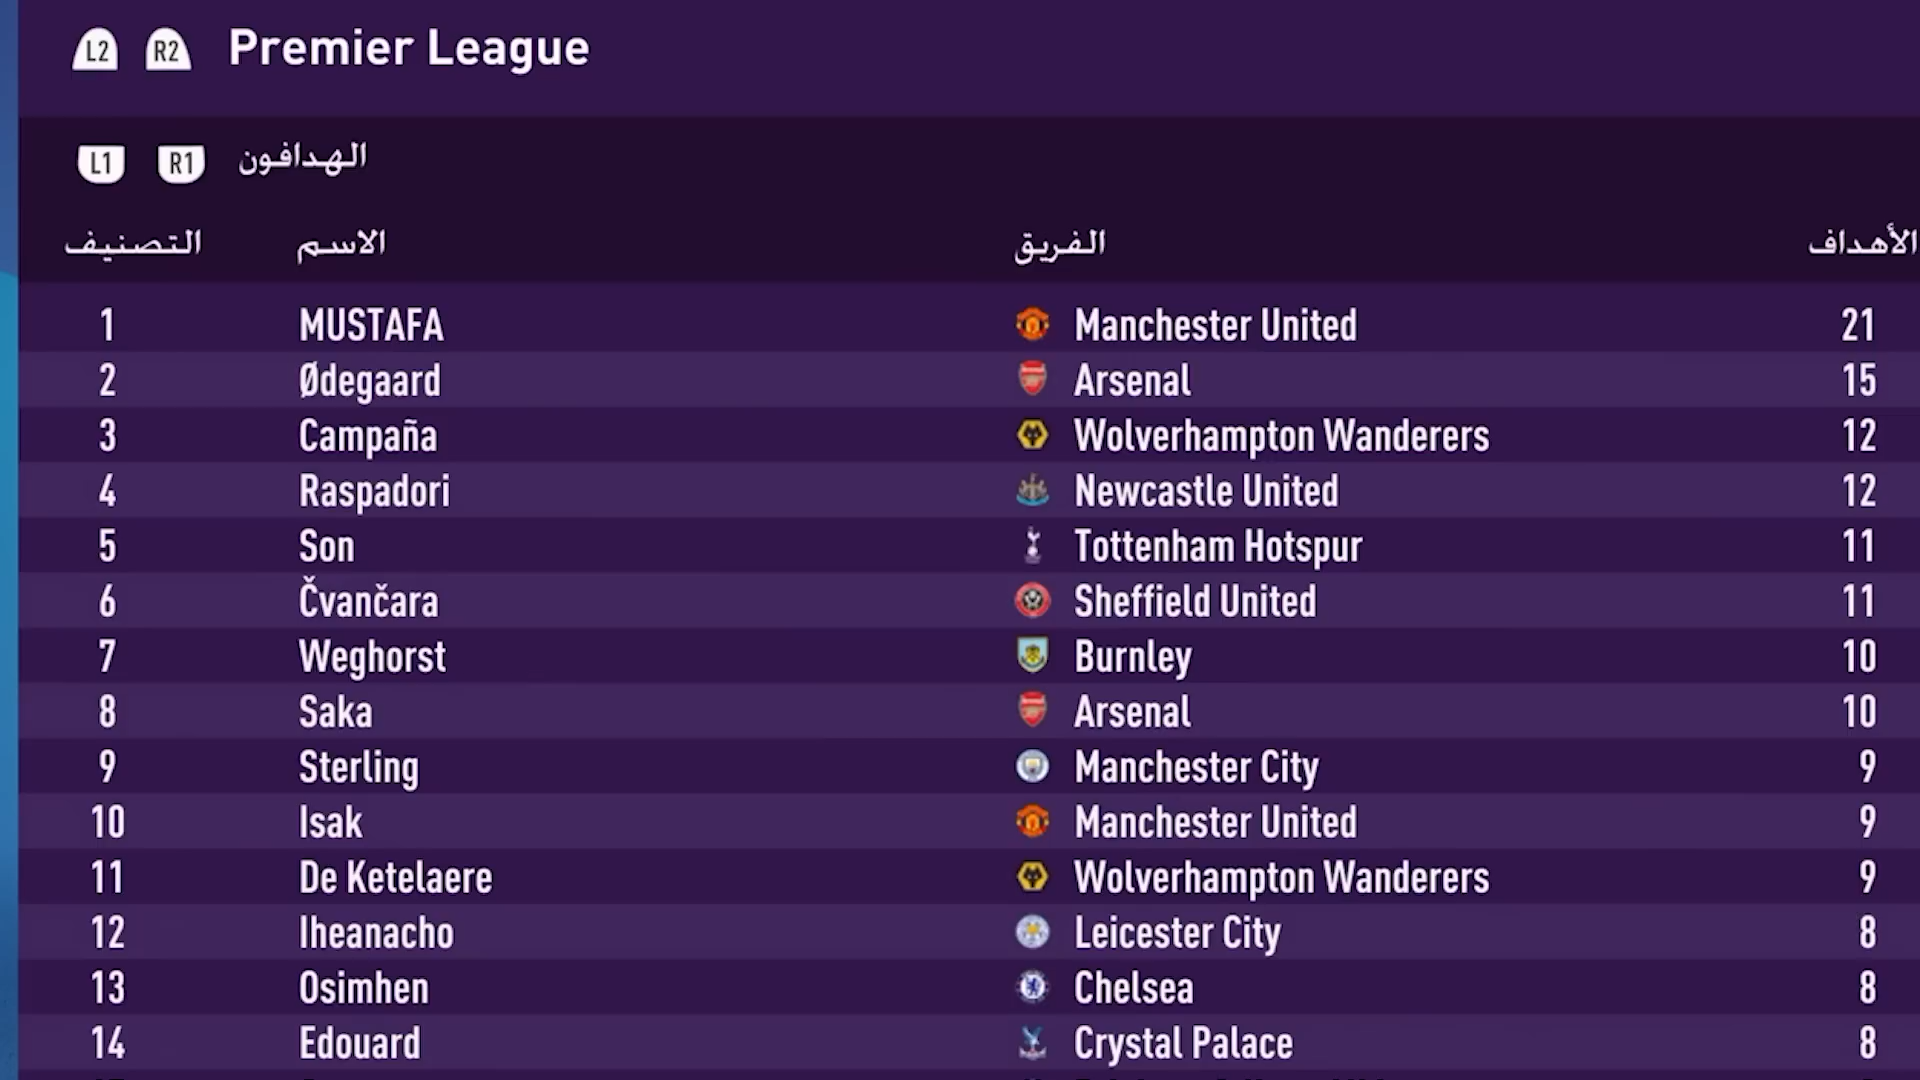 L2 R2 Premier League
L1 R1 الهدافون
التصنيف الاسم الفريق الأهداف
1 MUSTAFA Manchester United 21
2 Ødegaard Arsenal 15
3 Campaña Wolverhampton Wanderers 12
4 Raspadori Newcastle United 12
5 Son Tottenham Hotspur 11
6 Čvančara Sheffield United 11
7 Weghorst Burnley 10
8 Saka Arsenal 10
9 Sterling Manchester City 9
10 Isak Manchester United 9
11 De Ketelaere Wolverhampton Wanderers 9
12 Iheanacho Leicester City 8
13 Osimhen Chelsea 8
14 Edouard Crystal Palace 8